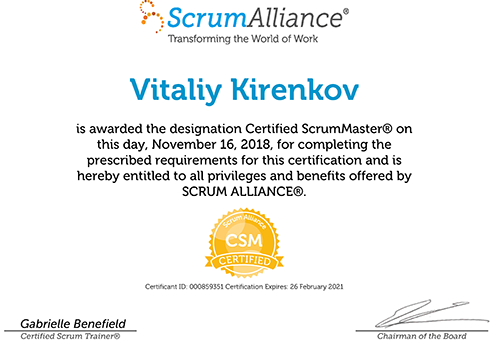 ScrumAlliance®
Transforming the World of Work
Vitaliy Kirenkov
is awarded the designation Certified ScrumMaster® on
this day, November 16, 2018, for completing the
prescribed requirements for this certification and is
hereby entitled to all privileges and benefits offered by
SCRUM ALLIANCE®.
Scrum Alliance
CSM
CERTIFIED
Certificant ID: 000859351 Certification Expires: 26 February 2021
Gabrielle Benefield
Certified Scrum Trainer®
Chairman of the Board